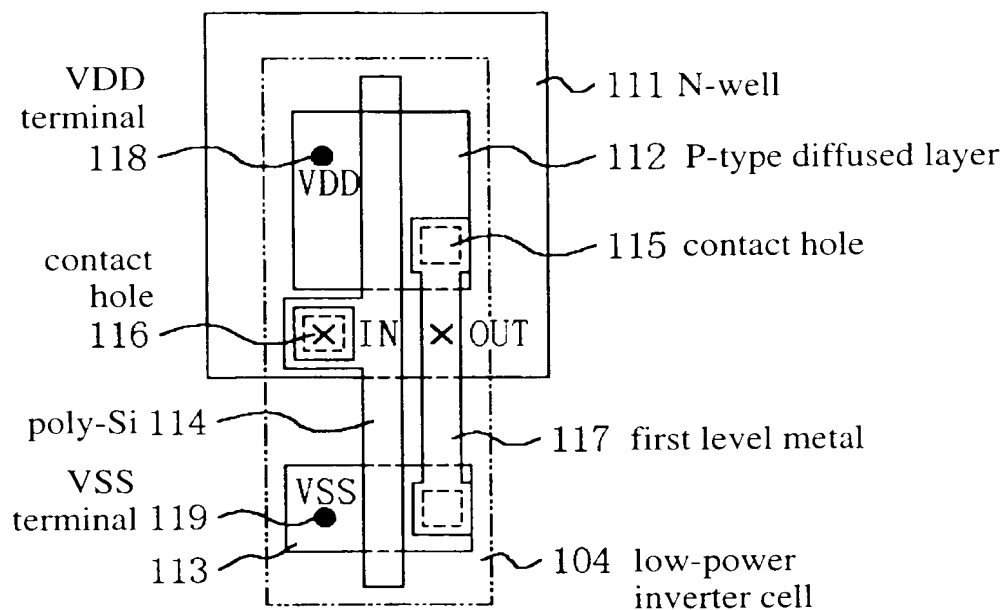 VDD
terminal
118
VDD
111 N-well
112 P-type diffused layer
contact
hole
116
IN
OUT
115 contact hole
poly-Si 114
117 first level metal
VSS
terminal 119
VSS
113
104 low-power
inverter cell